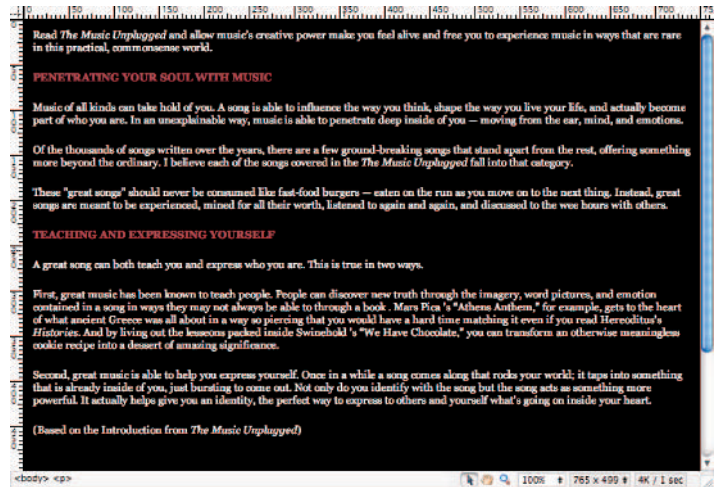 0 50 100 150 200 250 300 350 400 450 500 550 600 650 700 75
Read The Music Unplugged and allow music's creative power make you feel alive and free you to experience music in ways that are rare
in this practical, commonsense world.
PENETRATING YOUR SOUL WITH MUSIC
Music of all kinds can take hold of you. A song is able to influence the way you think, shape the way you live your life, and actually become
part of who you are. In an unexplainable way, music is able to penetrate deep inside of you — moving from the ear, mind, and emotions.
Of the thousands of songs written over the years, there are a few ground-breaking songs that stand apart from the rest, offering something
more beyond the ordinary. I believe each of the songs covered in the The Music Unplugged fall into that category.
These "great songs" should never be consumed like fast-food burgers — eaten on the run as you move on to the next thing. Instead, great
songs are meant to be experienced, mined for all their worth, listened to again and again, and discussed to the wee hours with others.
TEACHING AND EXPRESSING YOURSELF
A great song can both teach you and express who you are. This is true in two ways.
First, great music has been known to teach people. People can discover new truth through the imagery, word pictures, and emotion
contained in a song in ways they may not always be able to through a book . Mars Pica 's "Athens Anthem," for example, gets to the heart
of what ancient Greece was all about in a way so piercing that you would have a hard time matching it even if you read Hereoditus's
Histories. And by living out the lesseons packed inside Swinehold 's "We Have Chocolate," you can transform an otherwise meaningless
cookie recipe into a dessert of amazing significance.
Second, great music is able to help you express yourself. Once in a while a song comes along that rocks your world; it taps into something
that is already inside of you, just bursting to come out. Not only do you identify with the song but the song acts as something more
powerful. It actually helps give you an identity, the perfect way to express to others and yourself what's going on inside your heart.
(Based on the Introduction from The Music Unplugged)
<body> <p> 100% 765 x 499 4K / 1 sec